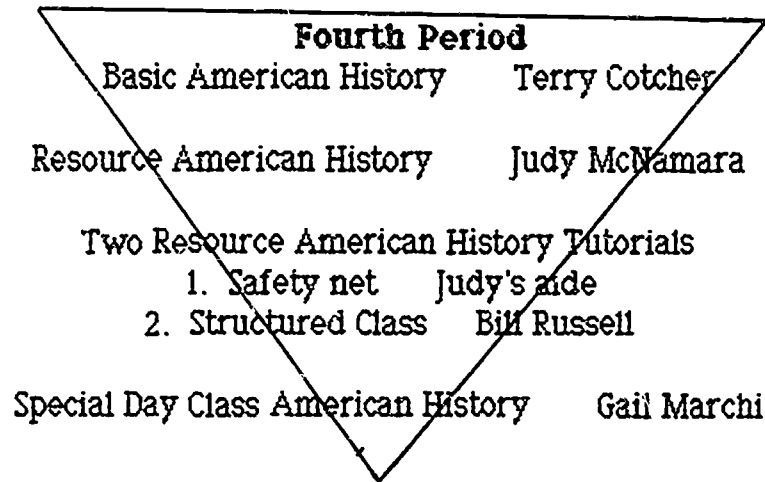 Fourth Period
Basic American History Terry Cotcher
Resource American History Judy McNamara
Two Resource American History Tutorials
1. Safety net Judy's aide
2. Structured Class Bill Russell
Special Day Class American History Gail Marchi